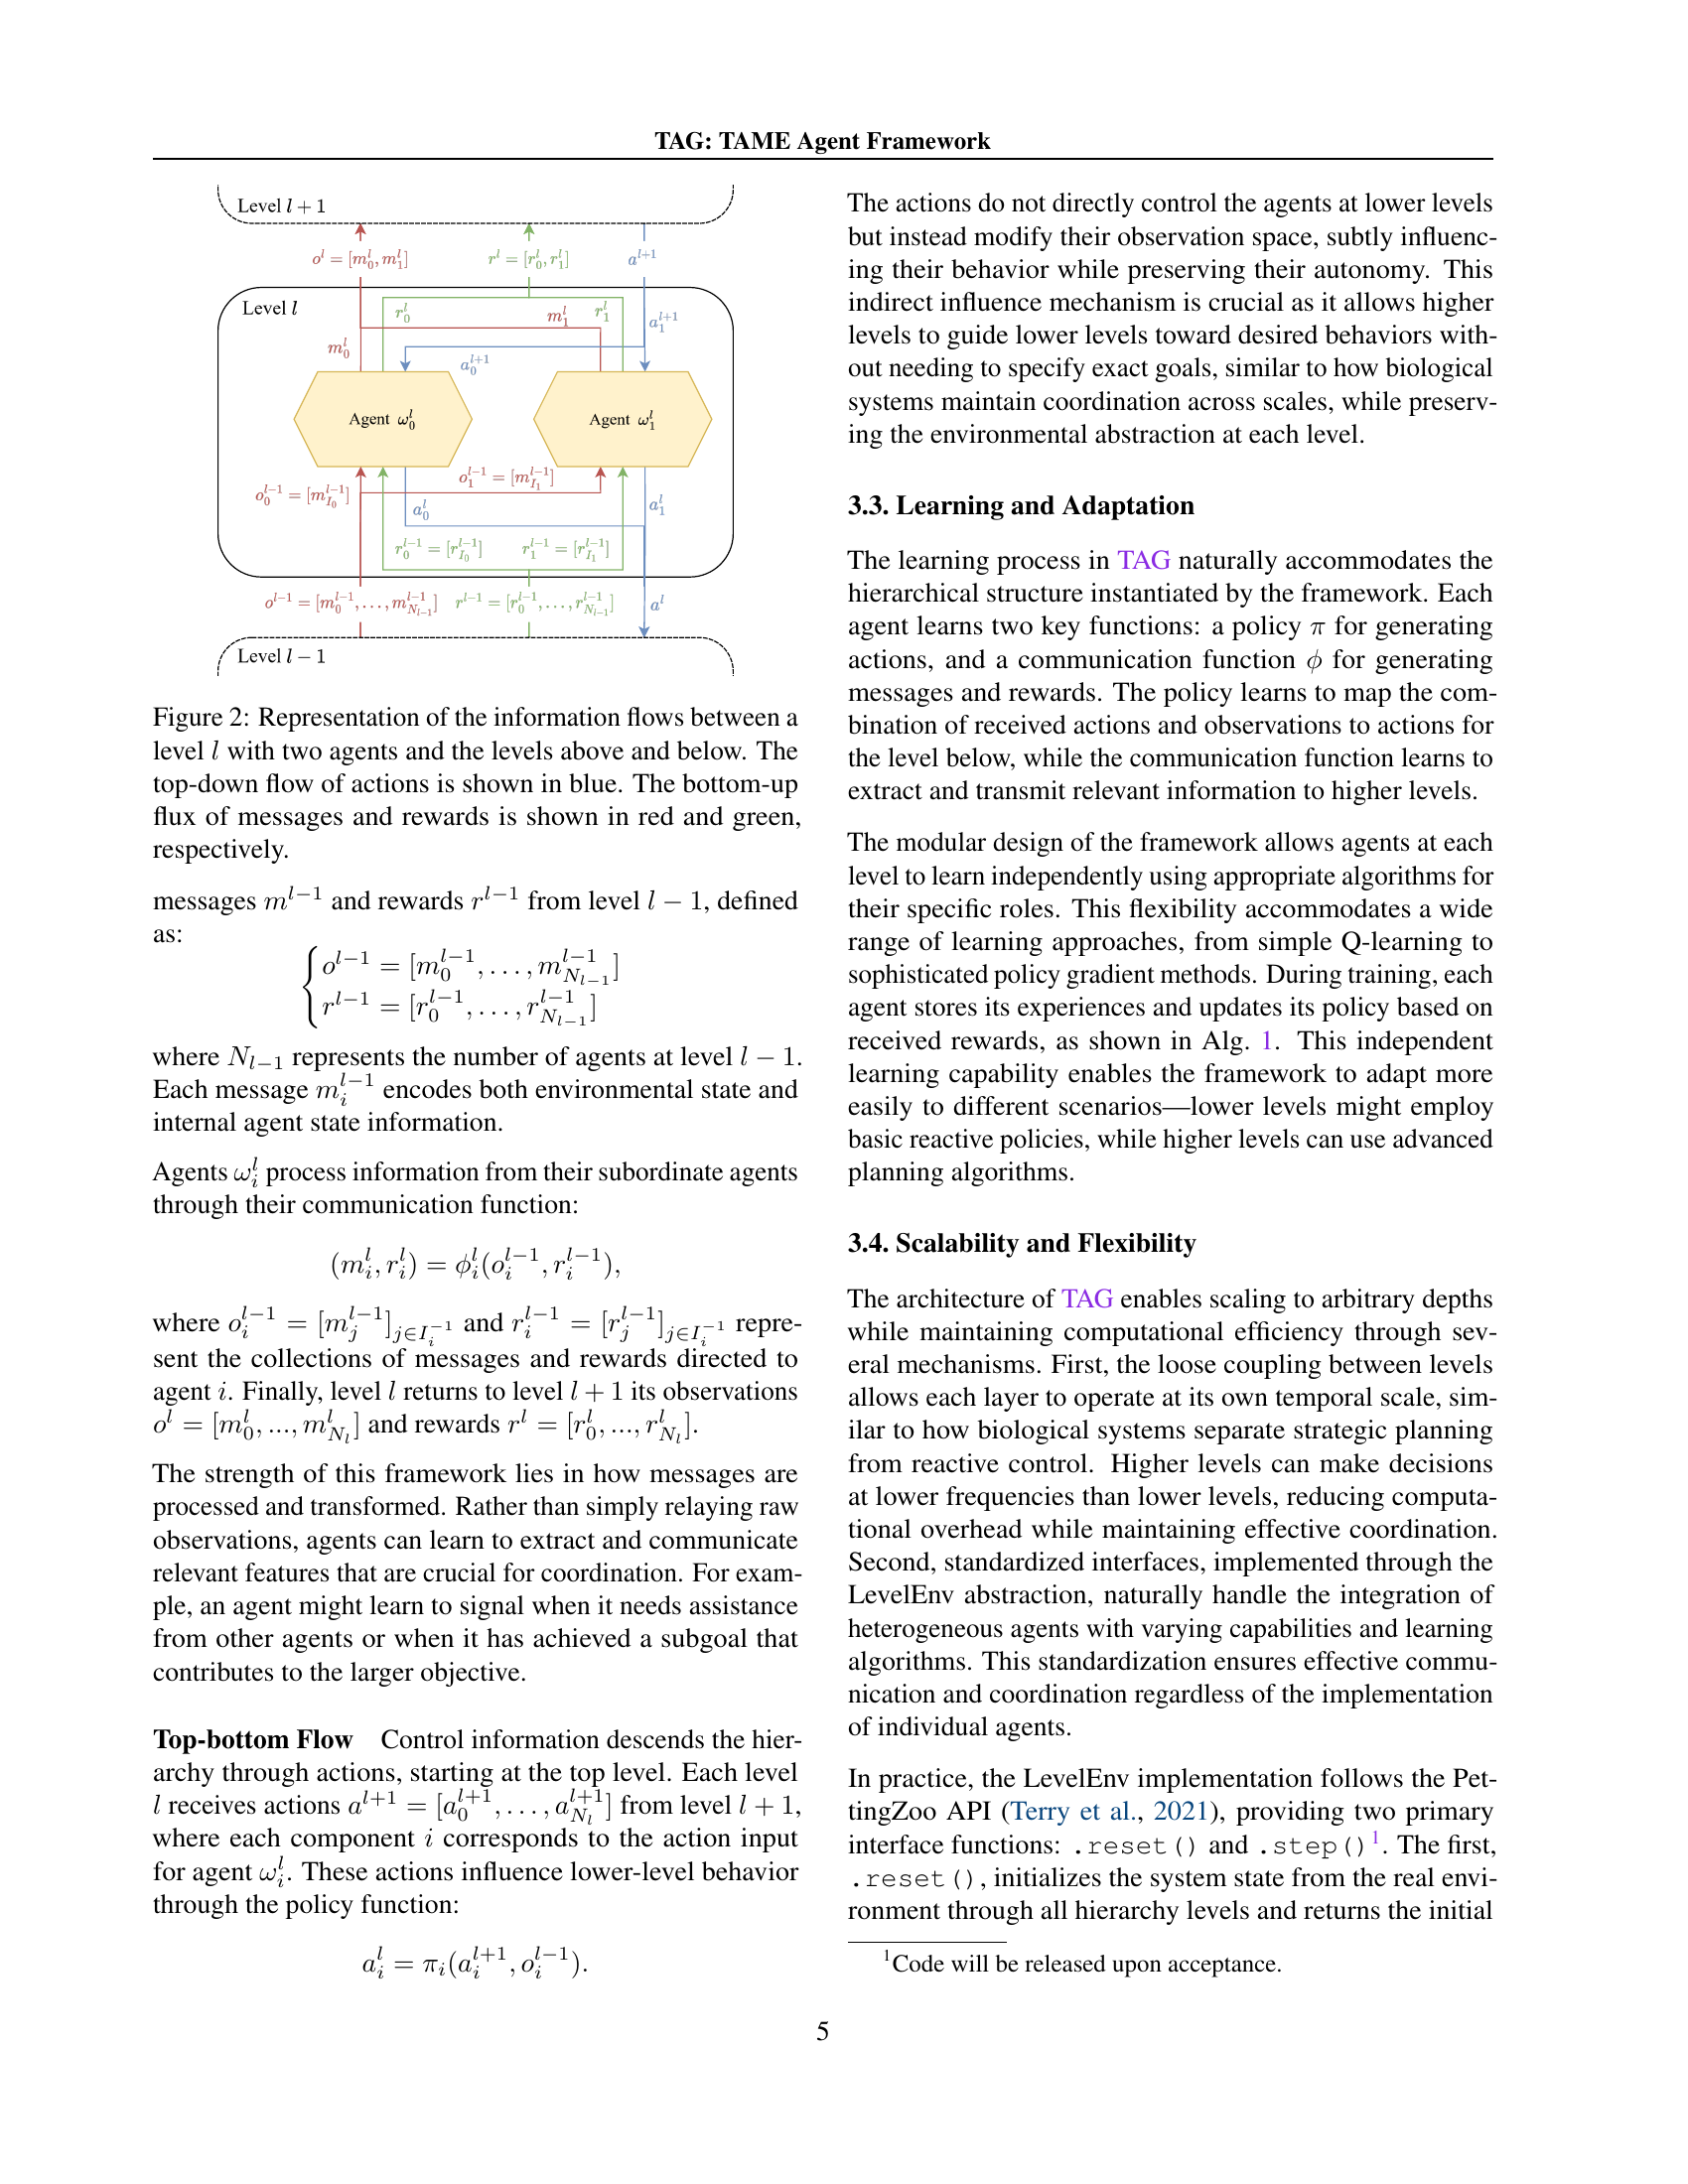 TAG: TAME Agent Framework
Level l + 1
o^l = [m_0^l, m_1^l]
r^l = [r_0^l, r_1^l]
a^{l+1}
Level l
r_0^l
m_1^l
r_1^l
a_1^{l+1}
m_0^l
a_0^{l+1}
Agent ω_0^l
Agent ω_1^l
o_0^{l−1} = [m_{I_0}^{l−1}]
o_1^{l−1} = [m_{I_1}^{l−1}]
a_0^l
a_1^l
r_0^{l−1} = [r_{I_0}^{l−1}]
r_1^{l−1} = [r_{I_1}^{l−1}]
o^{l−1} = [m_0^{l−1}, . . . , m_{N_{l−1}}^{l−1}]
r^{l−1} = [r_0^{l−1}, . . . , r_{N_{l−1}}^{l−1}]
a^l
Level l − 1
Figure 2: Representation of the information flows between a
level l with two agents and the levels above and below. The
top-down flow of actions is shown in blue. The bottom-up
flux of messages and rewards is shown in red and green,
respectively.
messages m^{l−1} and rewards r^{l−1} from level l − 1, defined
as:
o^{l−1} = [m_0^{l−1}, . . . , m_{N_{l−1}}^{l−1}]
r^{l−1} = [r_0^{l−1}, . . . , r_{N_{l−1}}^{l−1}]
where N_{l−1} represents the number of agents at level l − 1.
Each message m_i^{l−1} encodes both environmental state and
internal agent state information.
Agents ω_i^l process information from their subordinate agents
through their communication function:
(m_i^l, r_i^l) = φ_i^l(o_i^{l−1}, r_i^{l−1}),
where o_i^{l−1} = [m_j^{l−1}]_{j∈I_i^{−1}} and r_i^{l−1} = [r_j^{l−1}]_{j∈I_i^{−1}} repre-
sent the collections of messages and rewards directed to
agent i. Finally, level l returns to level l + 1 its observations
o^l = [m_0^l, ..., m_{N_l}^l] and rewards r^l = [r_0^l, ..., r_{N_l}^l].
The strength of this framework lies in how messages are
processed and transformed. Rather than simply relaying raw
observations, agents can learn to extract and communicate
relevant features that are crucial for coordination. For exam-
ple, an agent might learn to signal when it needs assistance
from other agents or when it has achieved a subgoal that
contributes to the larger objective.
Top-bottom Flow Control information descends the hier-
archy through actions, starting at the top level. Each level
l receives actions a^{l+1} = [a_0^{l+1}, . . . , a_{N_l}^{l+1}] from level l + 1,
where each component i corresponds to the action input
for agent ω_i^l. These actions influence lower-level behavior
through the policy function:
a_i^l = π_i(a_i^{l+1}, o_i^{l−1}).
The actions do not directly control the agents at lower levels
but instead modify their observation space, subtly influenc-
ing their behavior while preserving their autonomy. This
indirect influence mechanism is crucial as it allows higher
levels to guide lower levels toward desired behaviors with-
out needing to specify exact goals, similar to how biological
systems maintain coordination across scales, while preserv-
ing the environmental abstraction at each level.
3.3. Learning and Adaptation
The learning process in TAG naturally accommodates the
hierarchical structure instantiated by the framework. Each
agent learns two key functions: a policy π for generating
actions, and a communication function φ for generating
messages and rewards. The policy learns to map the com-
bination of received actions and observations to actions for
the level below, while the communication function learns to
extract and transmit relevant information to higher levels.
The modular design of the framework allows agents at each
level to learn independently using appropriate algorithms for
their specific roles. This flexibility accommodates a wide
range of learning approaches, from simple Q-learning to
sophisticated policy gradient methods. During training, each
agent stores its experiences and updates its policy based on
received rewards, as shown in Alg. 1. This independent
learning capability enables the framework to adapt more
easily to different scenarios—lower levels might employ
basic reactive policies, while higher levels can use advanced
planning algorithms.
3.4. Scalability and Flexibility
The architecture of TAG enables scaling to arbitrary depths
while maintaining computational efficiency through sev-
eral mechanisms. First, the loose coupling between levels
allows each layer to operate at its own temporal scale, sim-
ilar to how biological systems separate strategic planning
from reactive control. Higher levels can make decisions
at lower frequencies than lower levels, reducing computa-
tional overhead while maintaining effective coordination.
Second, standardized interfaces, implemented through the
LevelEnv abstraction, naturally handle the integration of
heterogeneous agents with varying capabilities and learning
algorithms. This standardization ensures effective commu-
nication and coordination regardless of the implementation
of individual agents.
In practice, the LevelEnv implementation follows the Pet-
tingZoo API (Terry et al., 2021), providing two primary
interface functions: .reset() and .step()^1. The first,
.reset(), initializes the system state from the real envi-
ronment through all hierarchy levels and returns the initial
^1Code will be released upon acceptance.
5